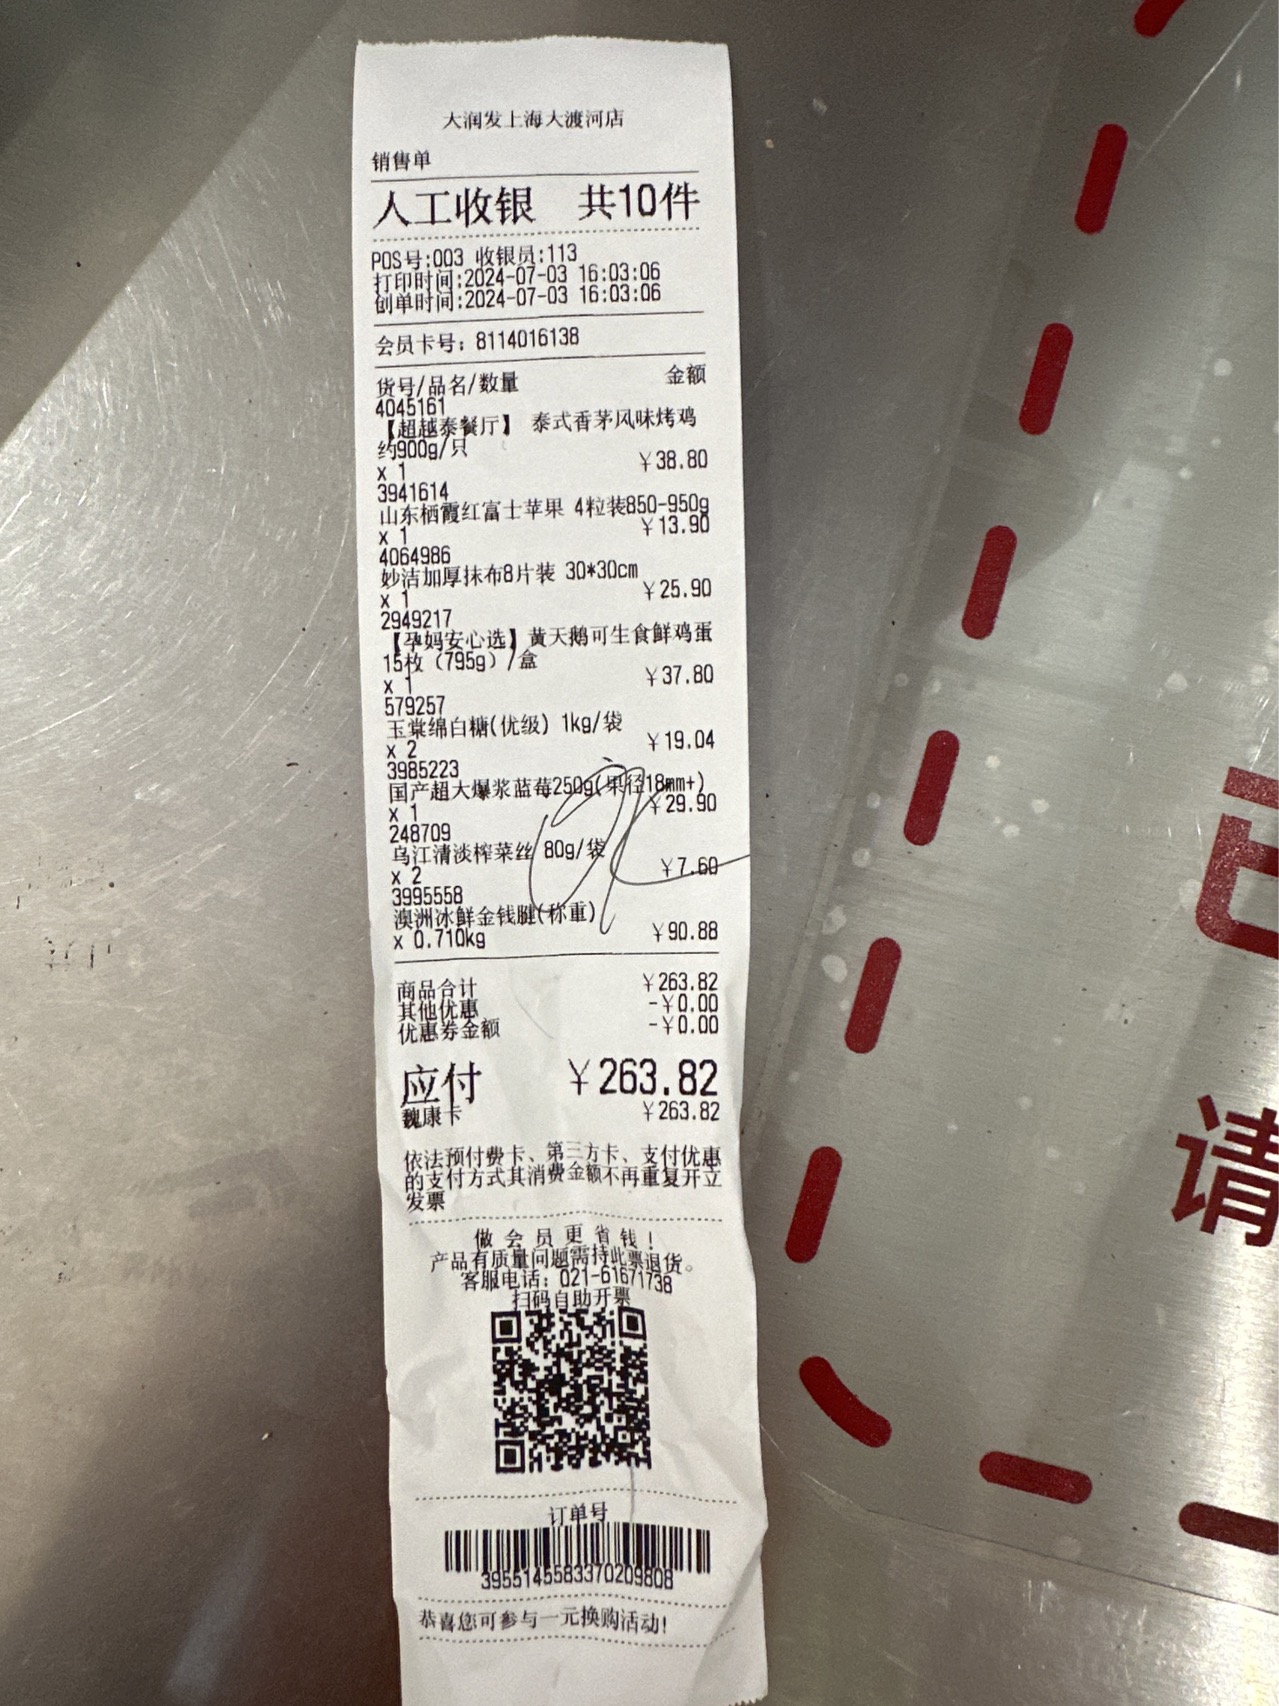 大润发上海大渡河店
销售单
人工收银 共10件
POS号:003 收银员:113
打印时间:2024-07-03 16:03:06
创单时间:2024-07-03 16:03:06
会员卡号: 8114016138
货号/品名/数量 金额
4045161
【超越泰餐厅】 泰式香茅风味烤鸡
约900g/只
x 1 ¥38.80
3941614
山东栖霞红富士苹果 4粒装850-950g
x 1 ¥13.90
4064986
妙洁加厚抹布8片装 30*30cm
x 1 ¥25.90
2949217
【孕妈安心选】黄天鹅可生食鲜鸡蛋
15枚（795g）/盒
x 1 ¥37.80
579257
玉棠绵白糖(优级) 1kg/袋
x 2 ¥19.04
3985223
国产超大爆浆蓝莓250g(果径18mm+)
x 1 ¥29.90
248709
乌江清淡榨菜丝 80g/袋
x 2 ¥7.60
3995558
澳洲冰鲜金钱腱(称重)
x 0.710kg ¥90.88
商品合计 ¥263.82
其他优惠 -¥0.00
优惠券金额 -¥0.00
应付 ¥263.82
魏康卡 ¥263.82
依法预付费卡、第三方卡、支付优惠
的支付方式其消费金额不再重复开立
发票
做会员更省钱!
产品有质量问题需持此票退货。
客服电话: 021-61671738
扫码自助开票
订单号
3955145583370209808
恭喜您可参与一元换购活动!
已
请